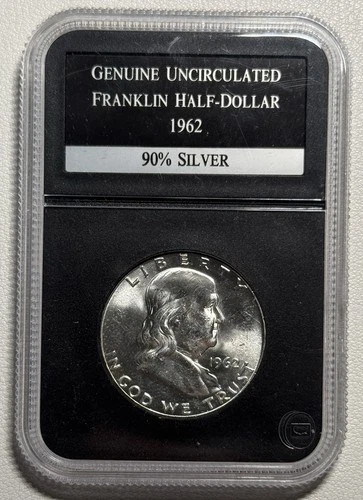 GENUINE UNCIRCULATED
FRANKLIN HALF-DOLLAR
1962
90% SILVER
LIBERTY
1962
IN GOD WE TRUST